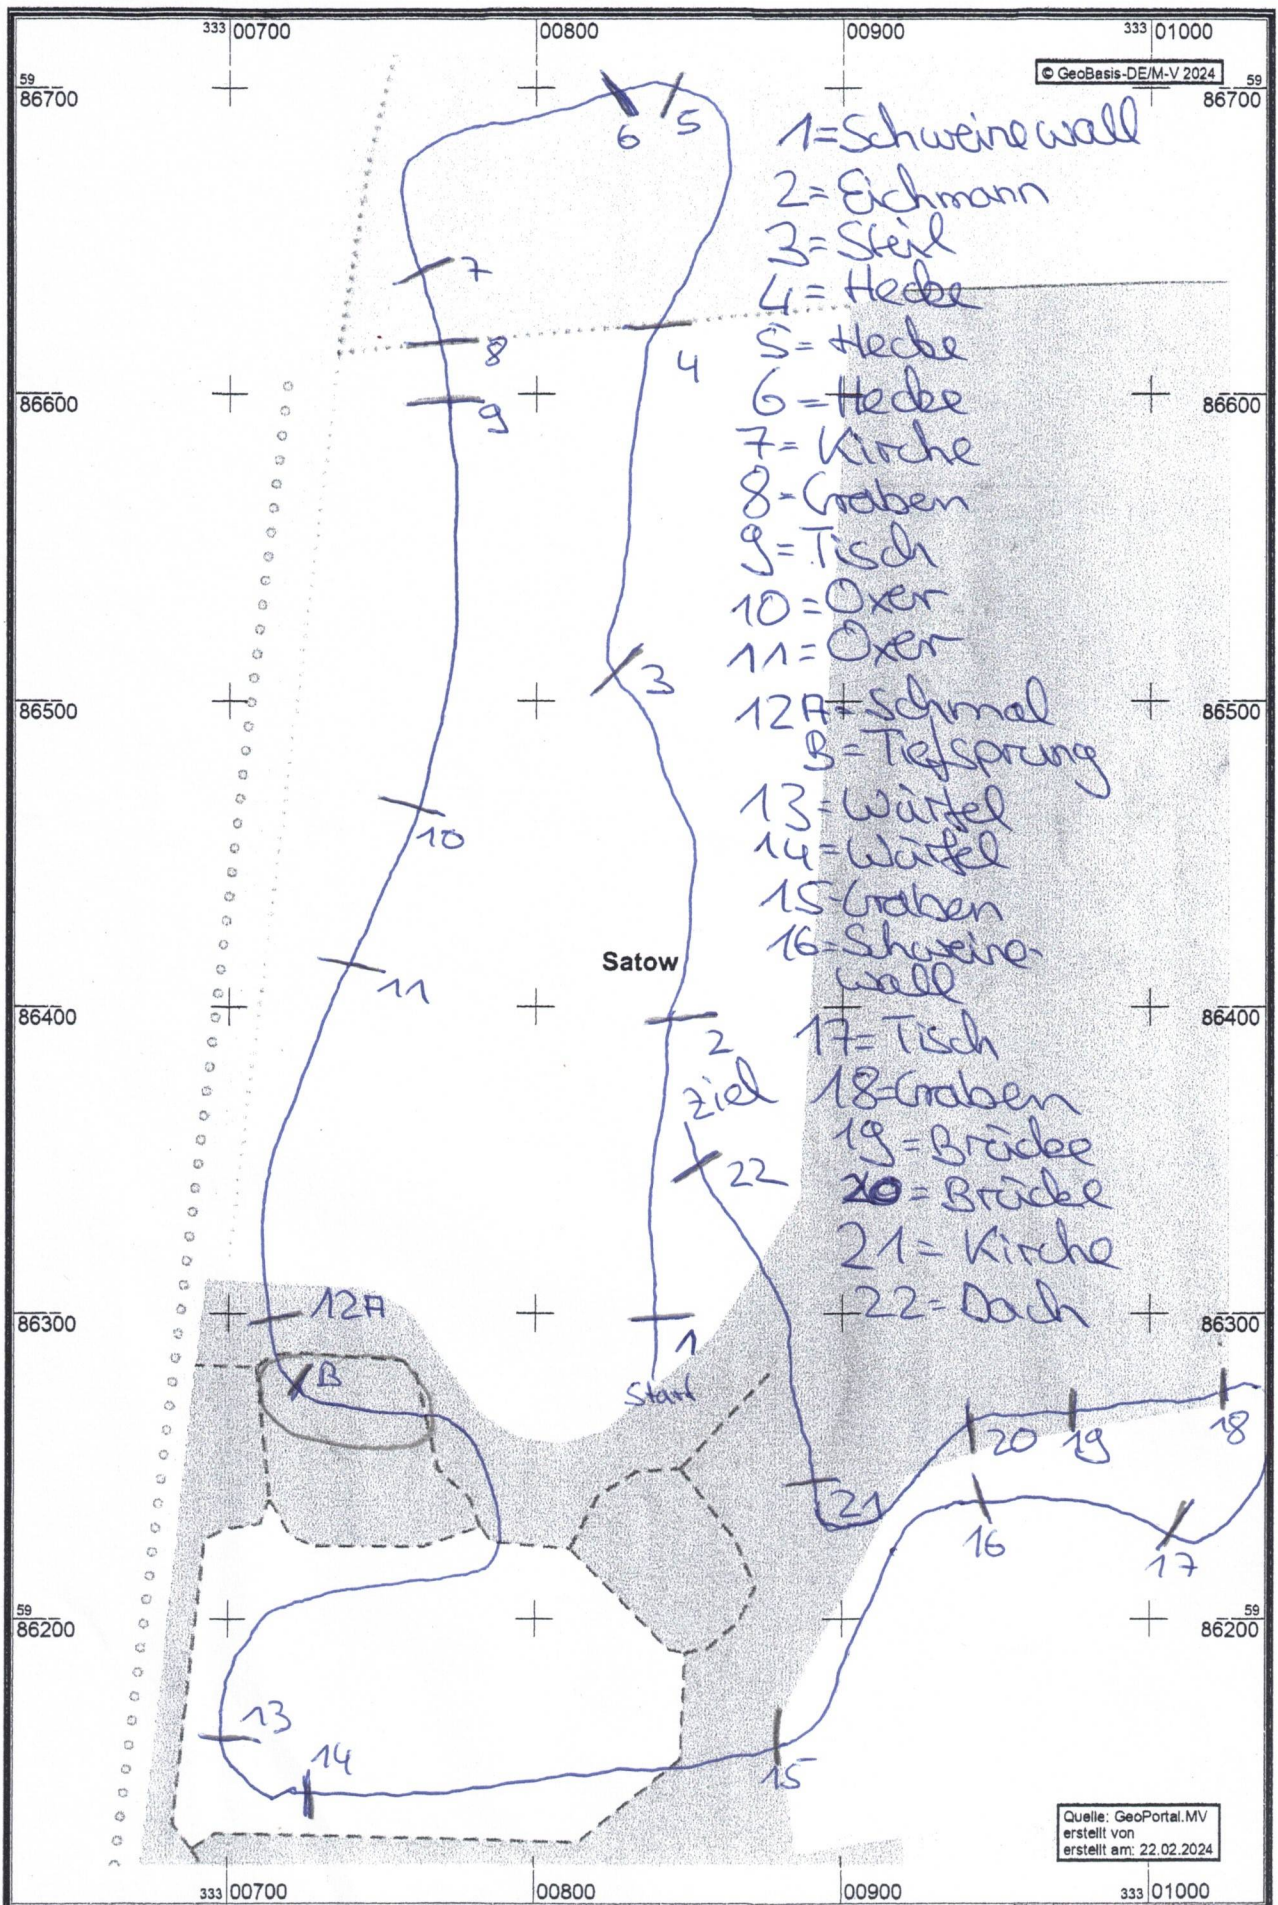 333 00700
00800
00900
333 01000
© GeoBasis-DE/M-V 2024
59
86700
59
86700
6
5
1=Schweinewall
2=Eichmann
3=Steil
4=Hecke
5=Hecke
6=Hecke
7=Kirche
8=Graben
9=Tisch
10=Oxer
11=Oxer
12A=Schmal
B=Tiefsprung
13=Würfel
14=Würfel
15=Graben
16=Schweine-
wall
17=Tisch
18=Graben
19=Brücke
20=Brücke
21=Kirche
22=Dach
7
8
4
86600
9
86600
3
86500
86500
10
Satow
11
86400
2
86400
Ziel
22
12A
86300
1
86300
B
Start
18
20
19
21
16
17
59
86200
59
86200
13
14
15
Quelle: GeoPortal.MV
erstellt von
erstellt am: 22.02.2024
333 00700
00800
00900
333 01000